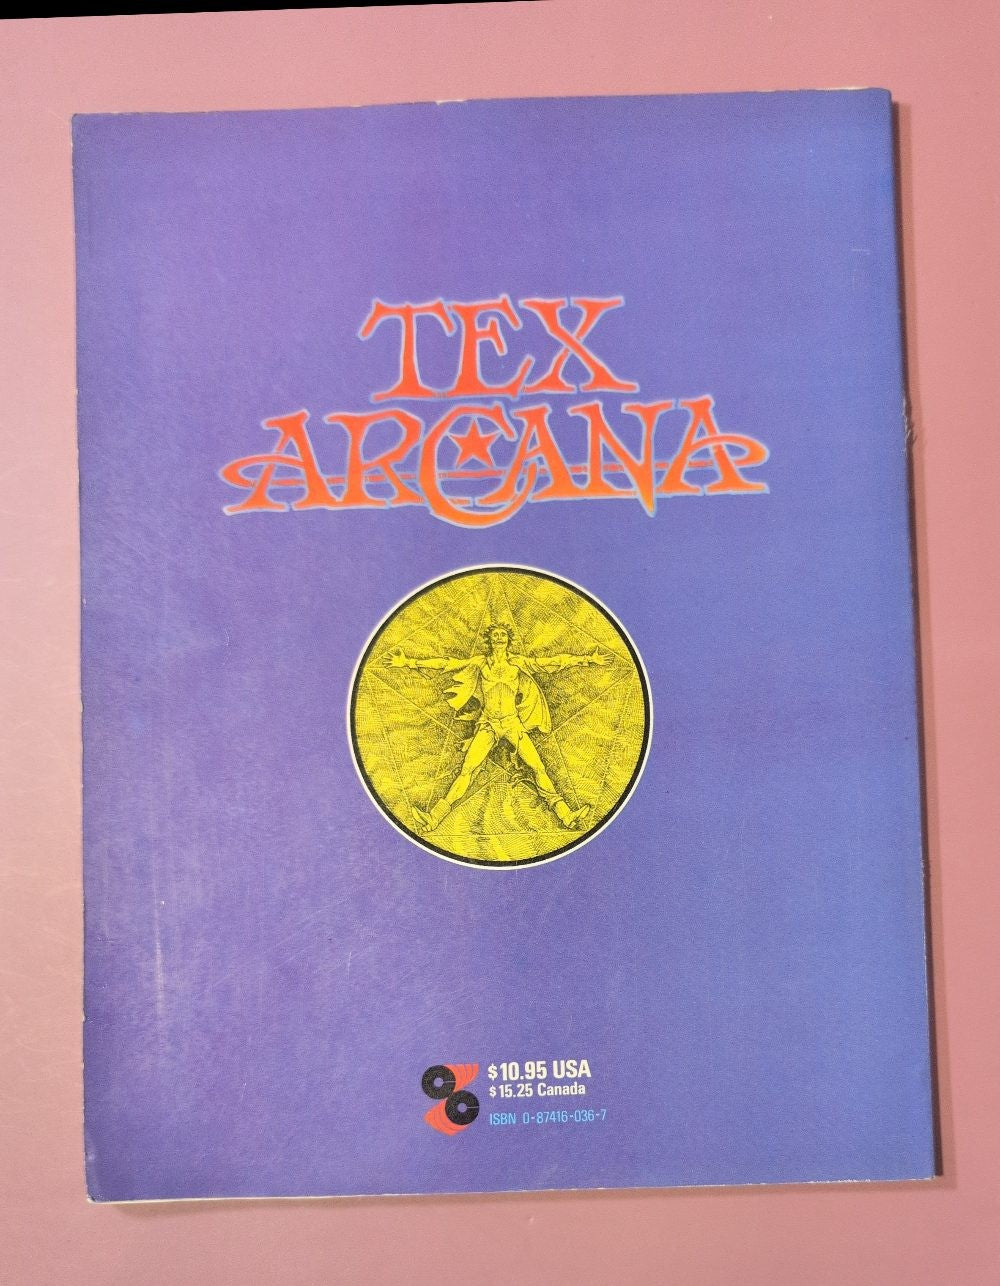 TEX
ARCANA
$10.95 USA
$15.25 Canada
ISBN 0-87416-036-7